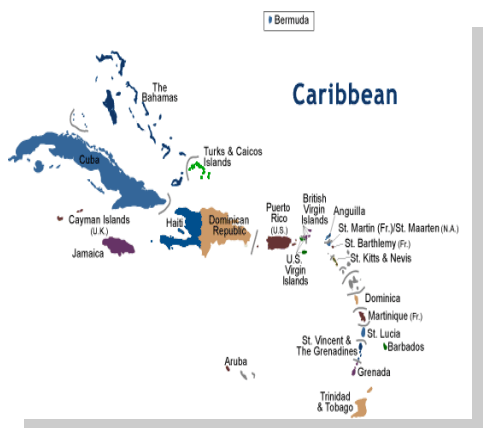 Bermuda
Caribbean
The
Bahamas
Turks & Caicos
Islands
Cuba
Cayman Islands
(U.K.)
Jamaica
Haiti
Dominican
Republic
Puerto
Rico
(U.S.)
British
Virgin
Islands
U.S.
Virgin
Islands
Anguilla
St. Martin (Fr.)/St. Maarten (N.A.)
St. Barthlemy (Fr.)
St. Kitts & Nevis
Dominica
Martinique (Fr.)
St. Lucia
Barbados
St. Vincent &
The Grenadines
Grenada
Aruba
Trinidad
& Tobago